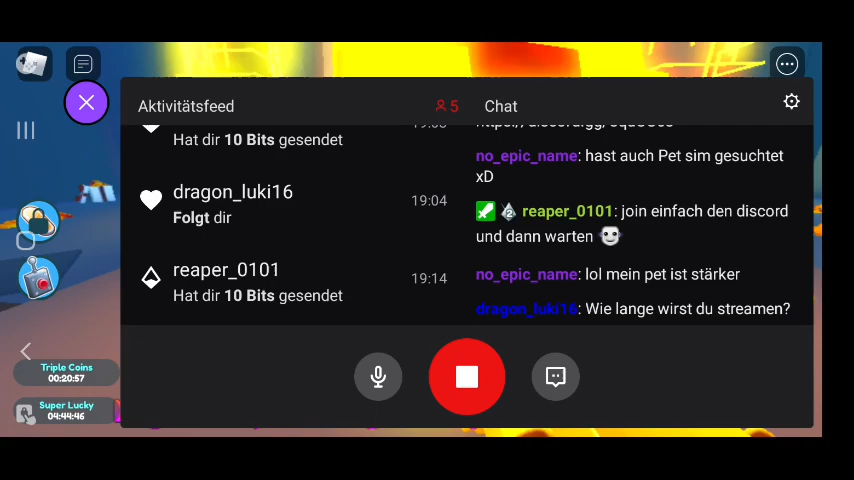 Aktivitätsfeed
5
Chat
Hat dir 10 Bits gesendet
no_epic_name: hast auch Pet sim gesuchtet
xD
dragon_luki16
19:04
Folgt dir
reaper_0101: join einfach den discord
und dann warten
reaper_0101
19:14
Hat dir 10 Bits gesendet
no_epic_name: lol mein pet ist stärker
dragon_luki16: Wie lange wirst du streamen?
Triple Coins
00:20:57
Super Lucky
04:44:46